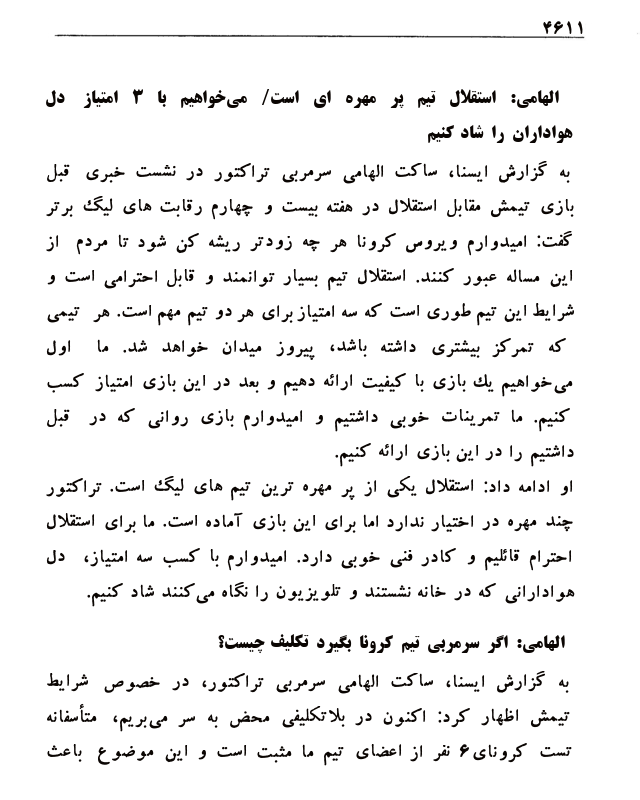 ۴۶۱۱
الهامی: استقلال تیم پر مهره ای است/ می‌خواهیم با ۳ امتیاز دل
هواداران را شاد کنیم
به گزارش ایسنا، ساکت الهامی سرمربی تراکتور در نشست خبری قبل
بازی تیمش مقابل استقلال در هفته بیست و چهارم رقابت های لیگ برتر
گفت: امیدوارم ویروس کرونا هر چه زودتر ریشه کن شود تا مردم از
این مساله عبور کنند. استقلال تیم بسیار توانمند و قابل احترامی است و
شرایط این تیم طوری است که سه امتیاز برای هر دو تیم مهم است. هر تیمی
که تمرکز بیشتری داشته باشد، پیروز میدان خواهد شد. ما اول
می‌خواهیم یك بازی با کیفیت ارائه دهیم و بعد در این بازی امتیاز کسب
کنیم. ما تمرینات خوبی داشتیم و امیدوارم بازی روانی که در قبل
داشتیم را در این بازی ارائه کنیم.
او ادامه داد: استقلال یکی از پر مهره ترین تیم های لیگ است. تراکتور
چند مهره در اختیار ندارد اما برای این بازی آماده است. ما برای استقلال
احترام قائلیم و کادر فنی خوبی دارد. امیدوارم با کسب سه امتیاز، دل
هوادارانی که در خانه نشستند و تلویزیون را نگاه می‌کنند شاد کنیم.
الهامی: اگر سرمربی تیم کرونا بگیرد تکلیف چیست؟
به گزارش ایسنا، ساکت الهامی سرمربی تراکتور، در خصوص شرایط
تیمش اظهار کرد: اکنون در بلاتکلیفی محض به سر می‌بریم، متأسفانه
تست کرونای ۶ نفر از اعضای تیم ما مثبت است و این موضوع باعث